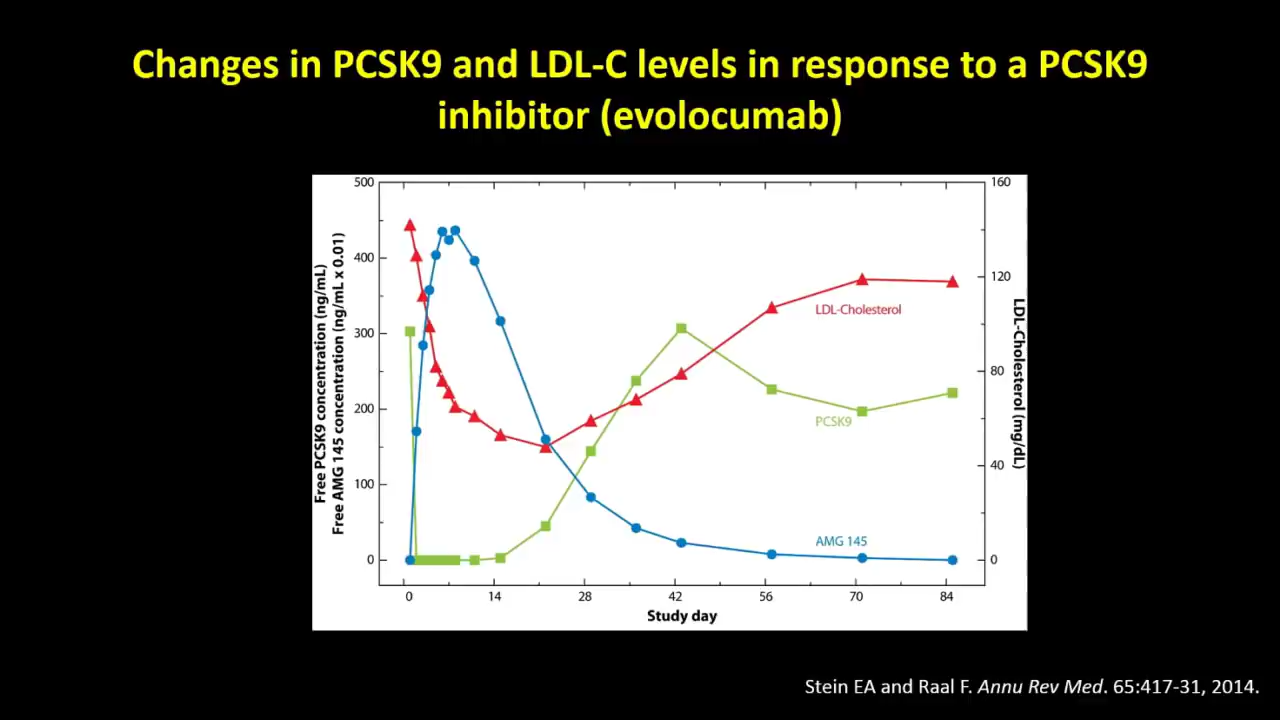 Changes in PCSK9 and LDL-C levels in response to a PCSK9
inhibitor (evolocumab)
Free PCSK9 concentration (ng/mL)
Free AMG 145 concentration (ng/mL x 0.01)
500
400
300
200
100
0
160
120
80
40
0
LDL-Cholesterol (mg/dL)
LDL-Cholesterol
PCSK9
AMG 145
0 14 28 42 56 70 84
Study day
Stein EA and Raal F. Annu Rev Med. 65:417-31, 2014.